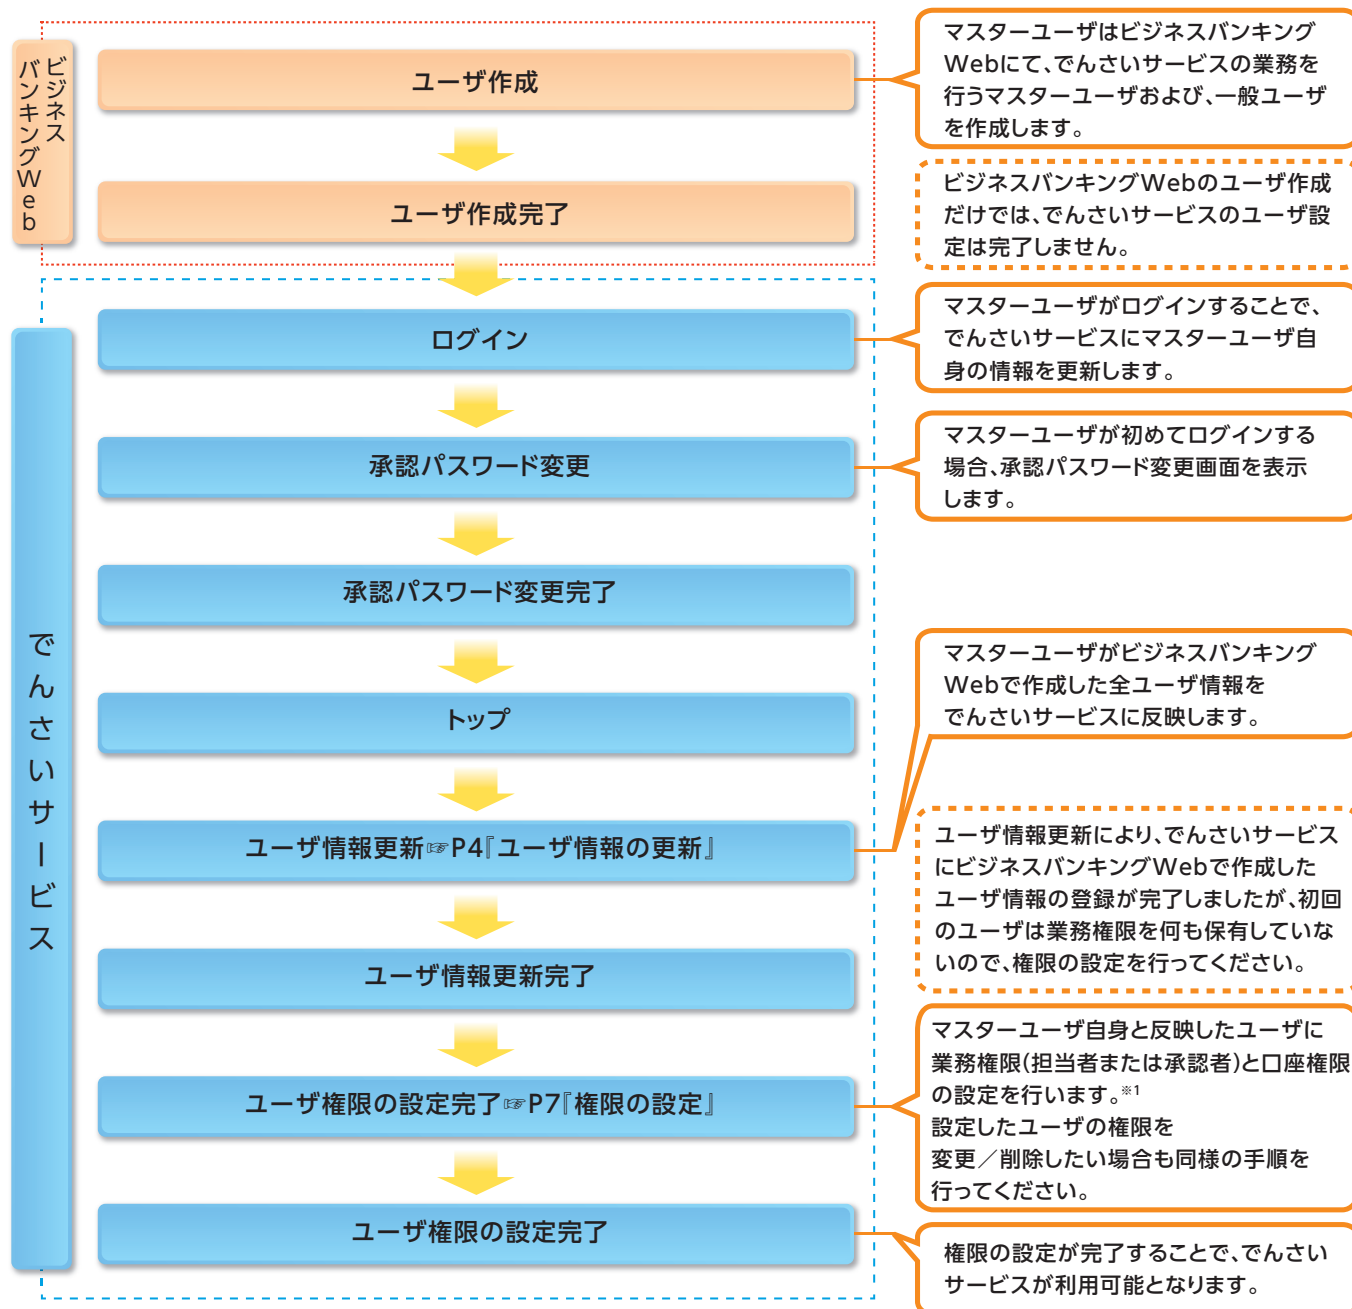 ビジネス
バンキングWeb
ユーザ作成
マスターユーザはビジネスバンキング
Webにて、でんさいサービスの業務を
行うマスターユーザおよび、一般ユーザ
を作成します。
ユーザ作成完了
ビジネスバンキングWebのユーザ作成
だけでは、でんさいサービスのユーザ設
定は完了しません。
でんさいサービス
ログイン
マスターユーザがログインすることで、
でんさいサービスにマスターユーザ自
身の情報を更新します。
承認パスワード変更
マスターユーザが初めてログインする
場合、承認パスワード変更画面を表示
します。
承認パスワード変更完了
トップ
マスターユーザがビジネスバンキング
Webで作成した全ユーザ情報を
でんさいサービスに反映します。
ユーザ情報更新☞P4『ユーザ情報の更新』
ユーザ情報更新により、でんさいサービス
にビジネスバンキングWebで作成した
ユーザ情報の登録が完了しましたが、初回
のユーザは業務権限を何も保有していな
いので、権限の設定を行ってください。
ユーザ情報更新完了
ユーザ権限の設定完了☞P7『権限の設定』
マスターユーザ自身と反映したユーザに
業務権限(担当者または承認者)と口座権限
の設定を行います。※1
設定したユーザの権限を
変更／削除したい場合も同様の手順を
行ってください。
ユーザ権限の設定完了
権限の設定が完了することで、でんさい
サービスが利用可能となります。